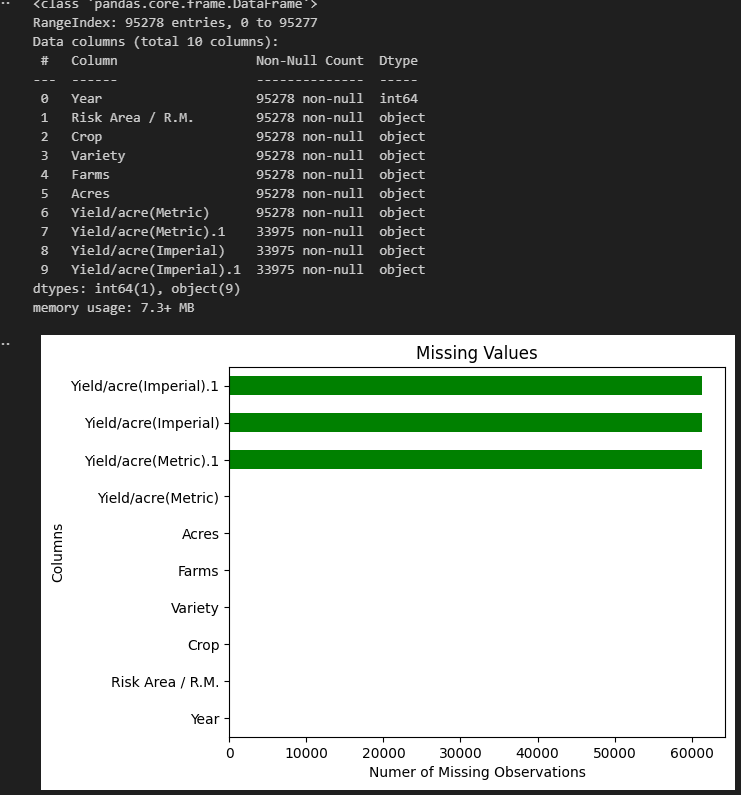 <class 'pandas.core.frame.DataFrame'>
RangeIndex: 95278 entries, 0 to 95277
Data columns (total 10 columns):
 #   Column                  Non-Null Count  Dtype
---  ------                  --------------  -----
 0   Year                    95278 non-null  int64
 1   Risk Area / R.M.        95278 non-null  object
 2   Crop                    95278 non-null  object
 3   Variety                 95278 non-null  object
 4   Farms                   95278 non-null  object
 5   Acres                   95278 non-null  object
 6   Yield/acre(Metric)      95278 non-null  object
 7   Yield/acre(Metric).1    33975 non-null  object
 8   Yield/acre(Imperial)    33975 non-null  object
 9   Yield/acre(Imperial).1  33975 non-null  object
dtypes: int64(1), object(9)
memory usage: 7.3+ MB
Missing Values
Yield/acre(Imperial).1
Yield/acre(Imperial)
Yield/acre(Metric).1
Yield/acre(Metric)
Acres
Farms
Variety
Crop
Risk Area / R.M.
Year
Columns
0 10000 20000 30000 40000 50000 60000
Numer of Missing Observations